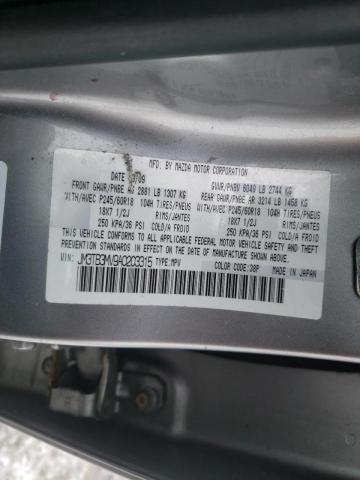 MFD. BY MAZDA MOTOR CORPORATION
DATE /09 GWVR/PNBV 6049 LB 2744 KG
FRONT GAWR/PNBE AV 2881 LB 1307 KG REAR GAWR/PNBE AR 3214 LB 1458 KG
WITH/AVEC P245/60R18 104H TIRES/PNEUS WITH/AVEC P245/60R18 104H TIRES/PNEUS
18X7 1/2J RIMS/JANTES 18X7 1/2J RIMS/JANTES
250 KPA/36 PSI COLD/A FROID 250 KPA/36 PSI COLD/A FROID
THIS VEHICLE CONFORMS TO ALL APPLICABLE FEDERAL MOTOR VEHICLE SAFETY AND THEFT PREVENTION STANDARDS IN EFFECT ON THE DATE OF MANUFACTURE SHOWN ABOVE.
VIN: JM3TB3MV9A0203315 TYPE: MPV COLOR CODE: 28P MADE IN JAPAN